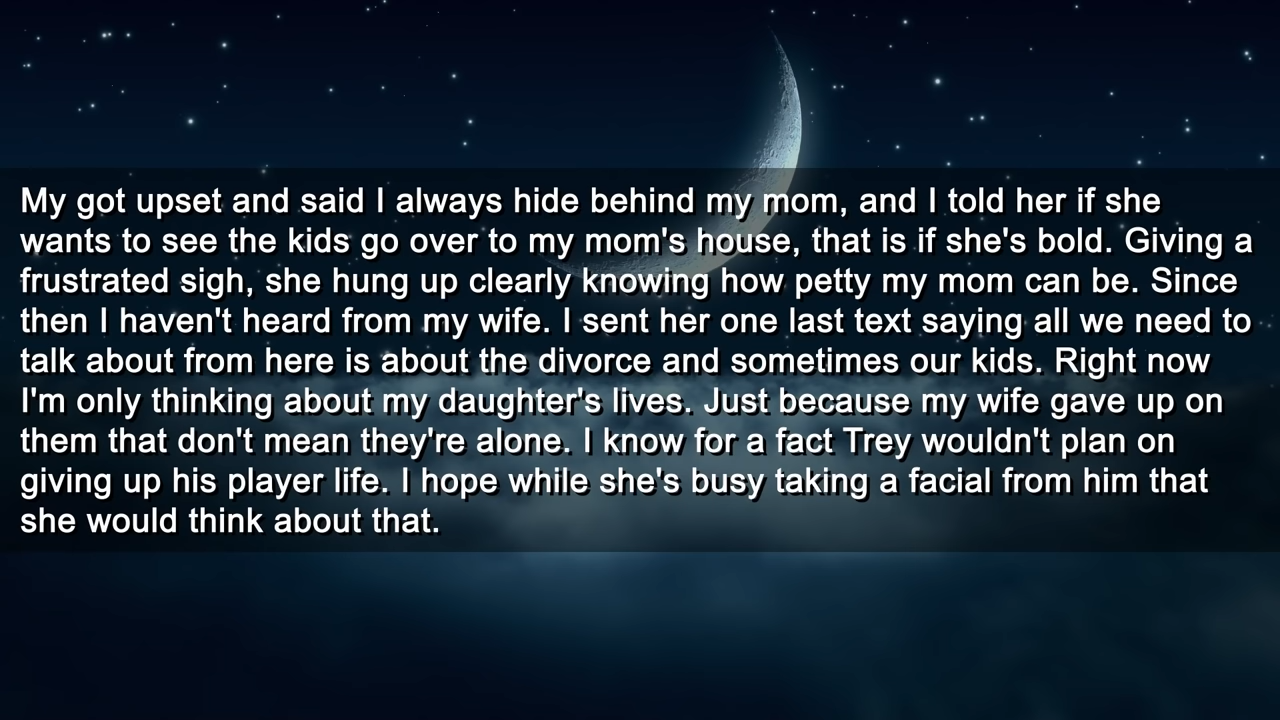 My got upset and said I always hide behind my mom, and I told her if she
wants to see the kids go over to my mom's house, that is if she's bold. Giving a
frustrated sigh, she hung up clearly knowing how petty my mom can be. Since
then I haven't heard from my wife. I sent her one last text saying all we need to
talk about from here is about the divorce and sometimes our kids. Right now
I'm only thinking about my daughter's lives. Just because my wife gave up on
them that don't mean they're alone. I know for a fact Trey wouldn't plan on
giving up his player life. I hope while she's busy taking a facial from him that
she would think about that.